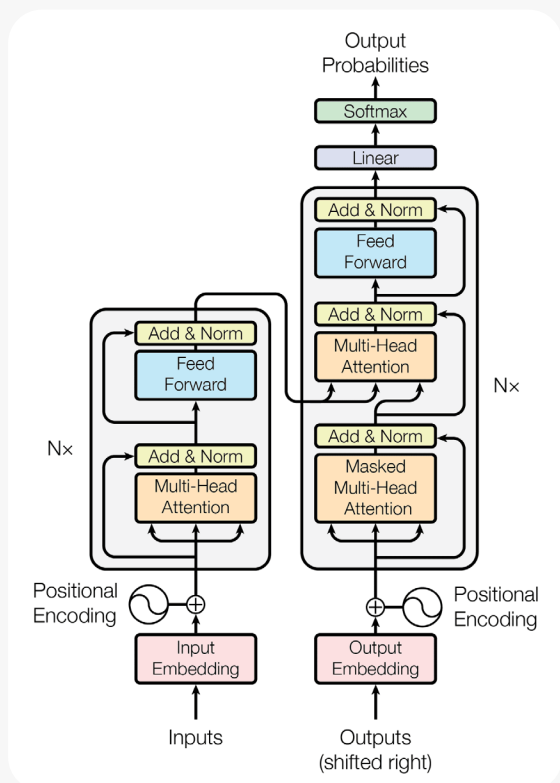 Output
Probabilities
Softmax
Linear
Add & Norm
Feed
Forward
Add & Norm
Multi-Head
Attention
Add & Norm
Masked
Multi-Head
Attention
N×
Positional
Encoding
Output
Embedding
Outputs
(shifted right)
Add & Norm
Feed
Forward
Add & Norm
Multi-Head
Attention
N×
Positional
Encoding
Input
Embedding
Inputs